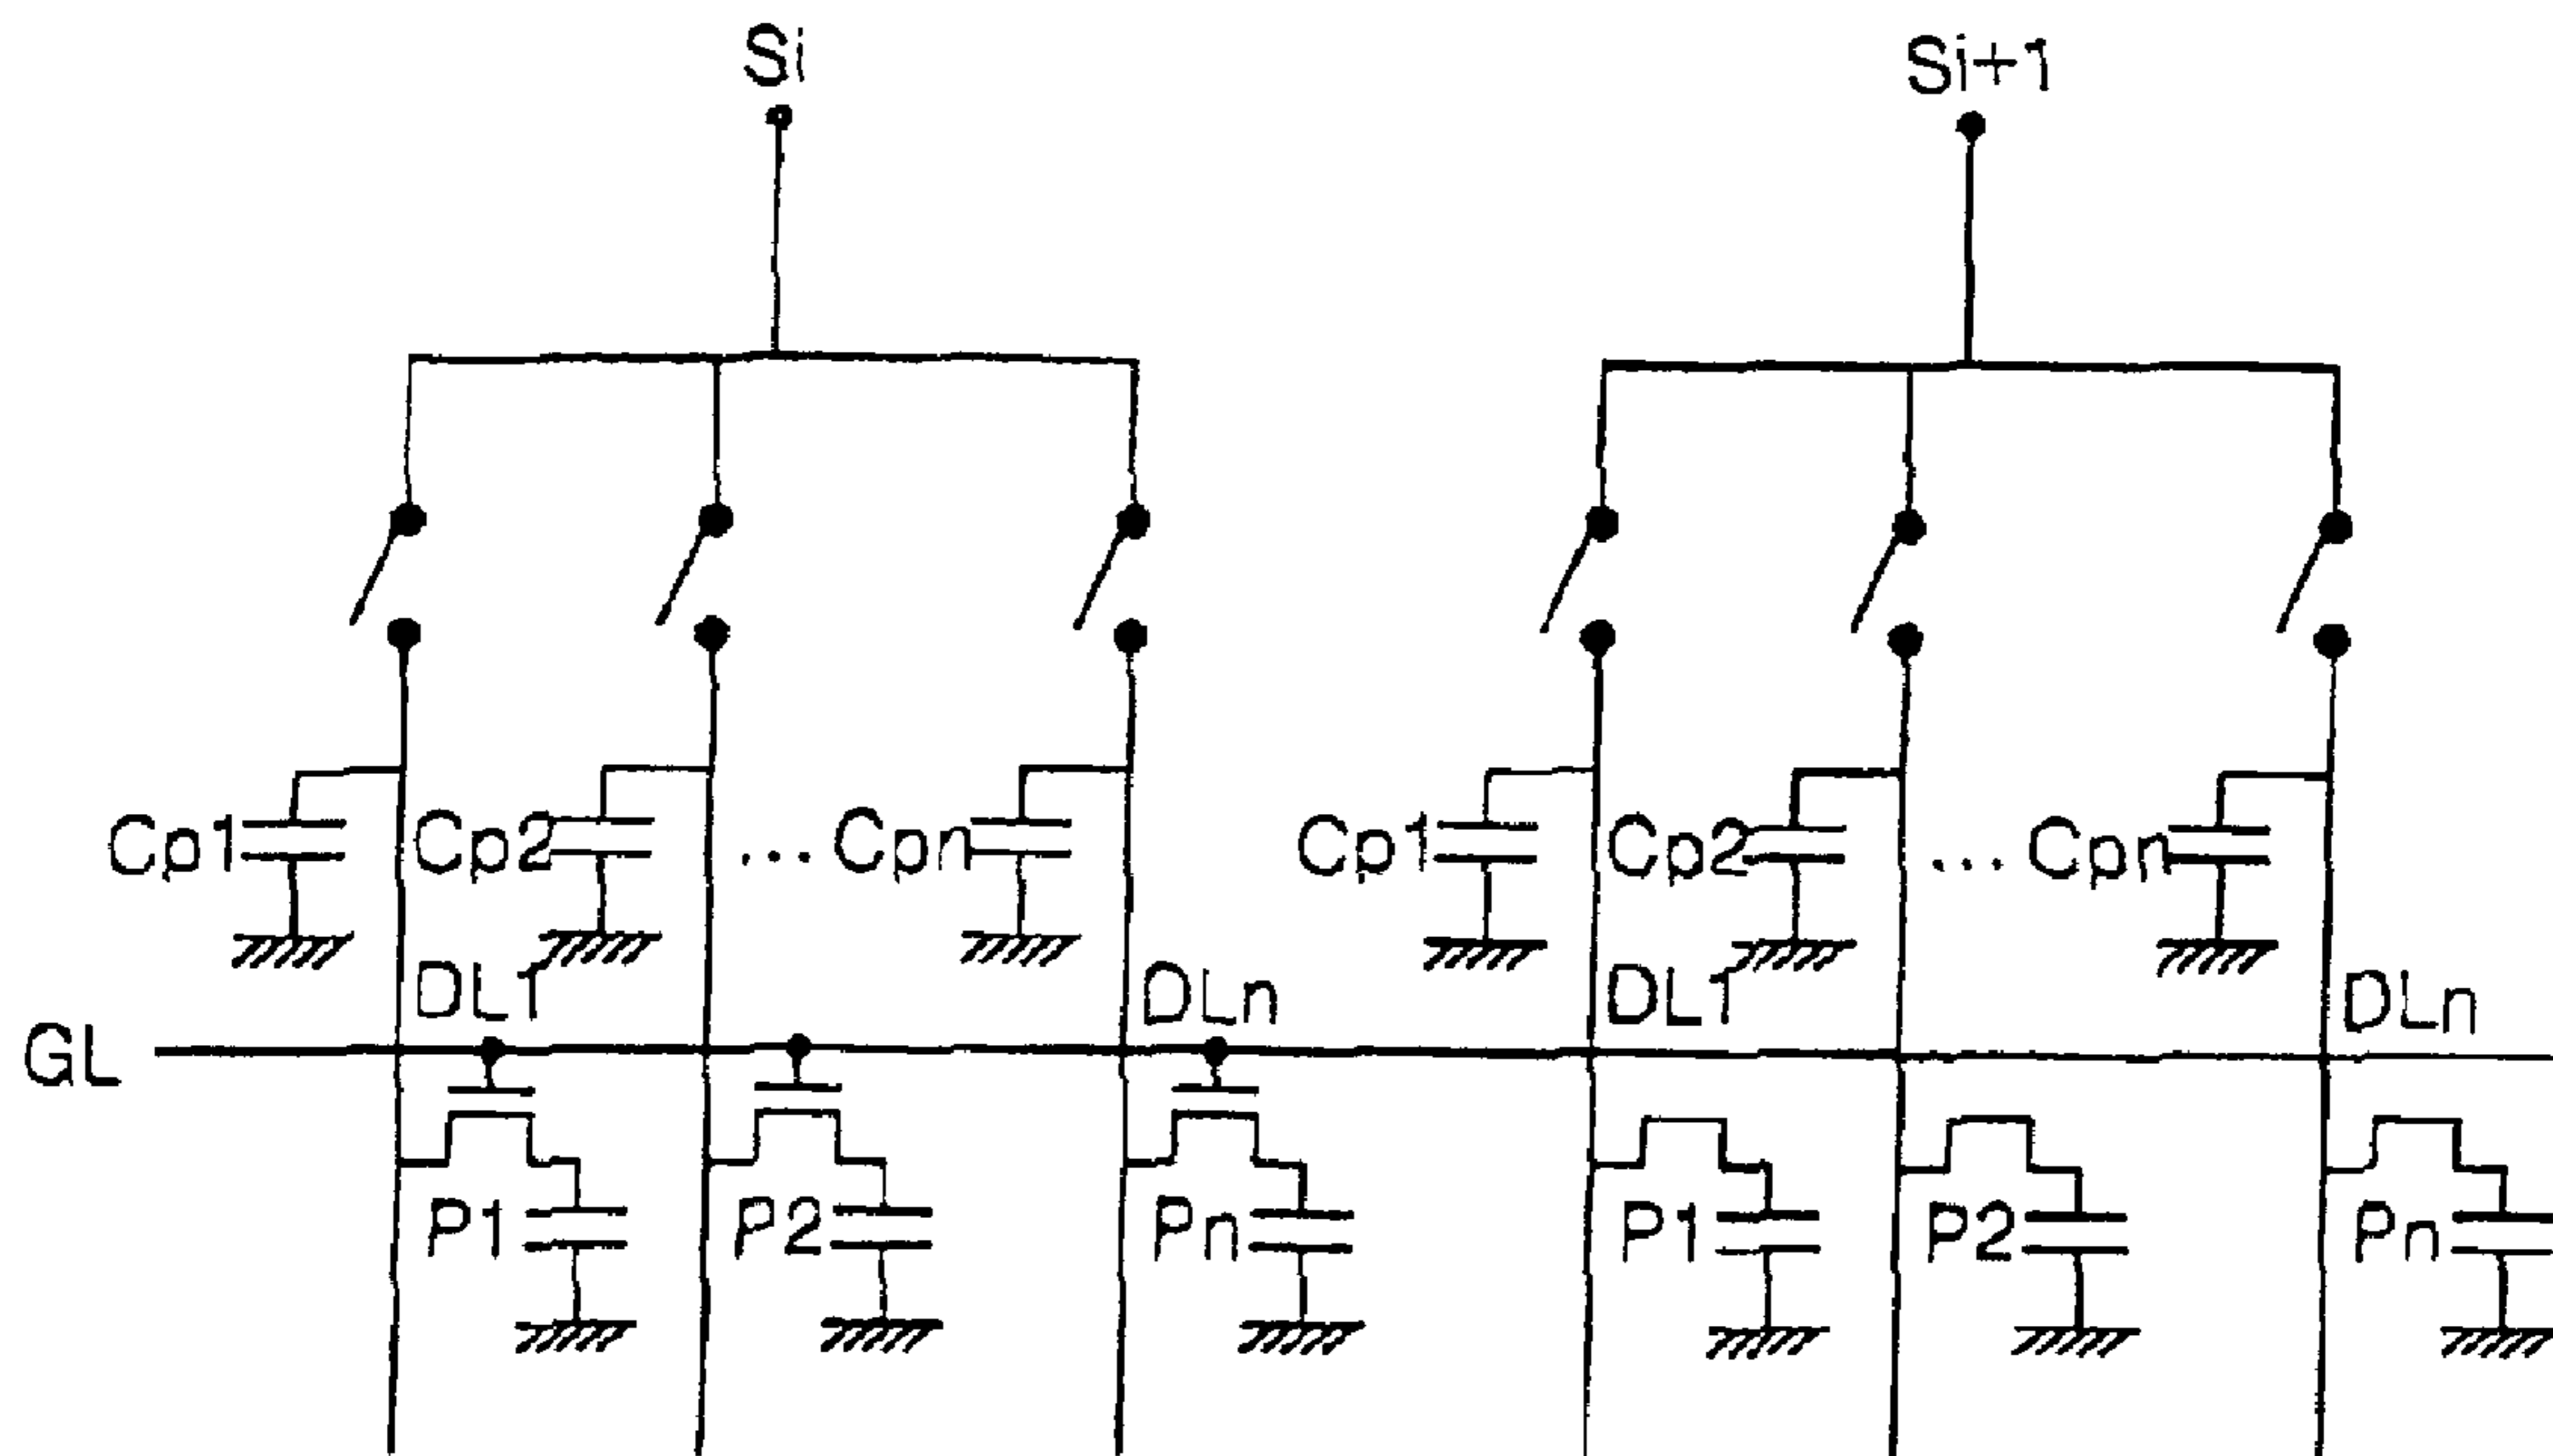 Si Si+1
Cp1 Cp2 ... Cpn Cp1 Cp2 ... Cpn
DL1 DLn DL1 DLn
GL
P1 P2 Pn P1 P2 Pn